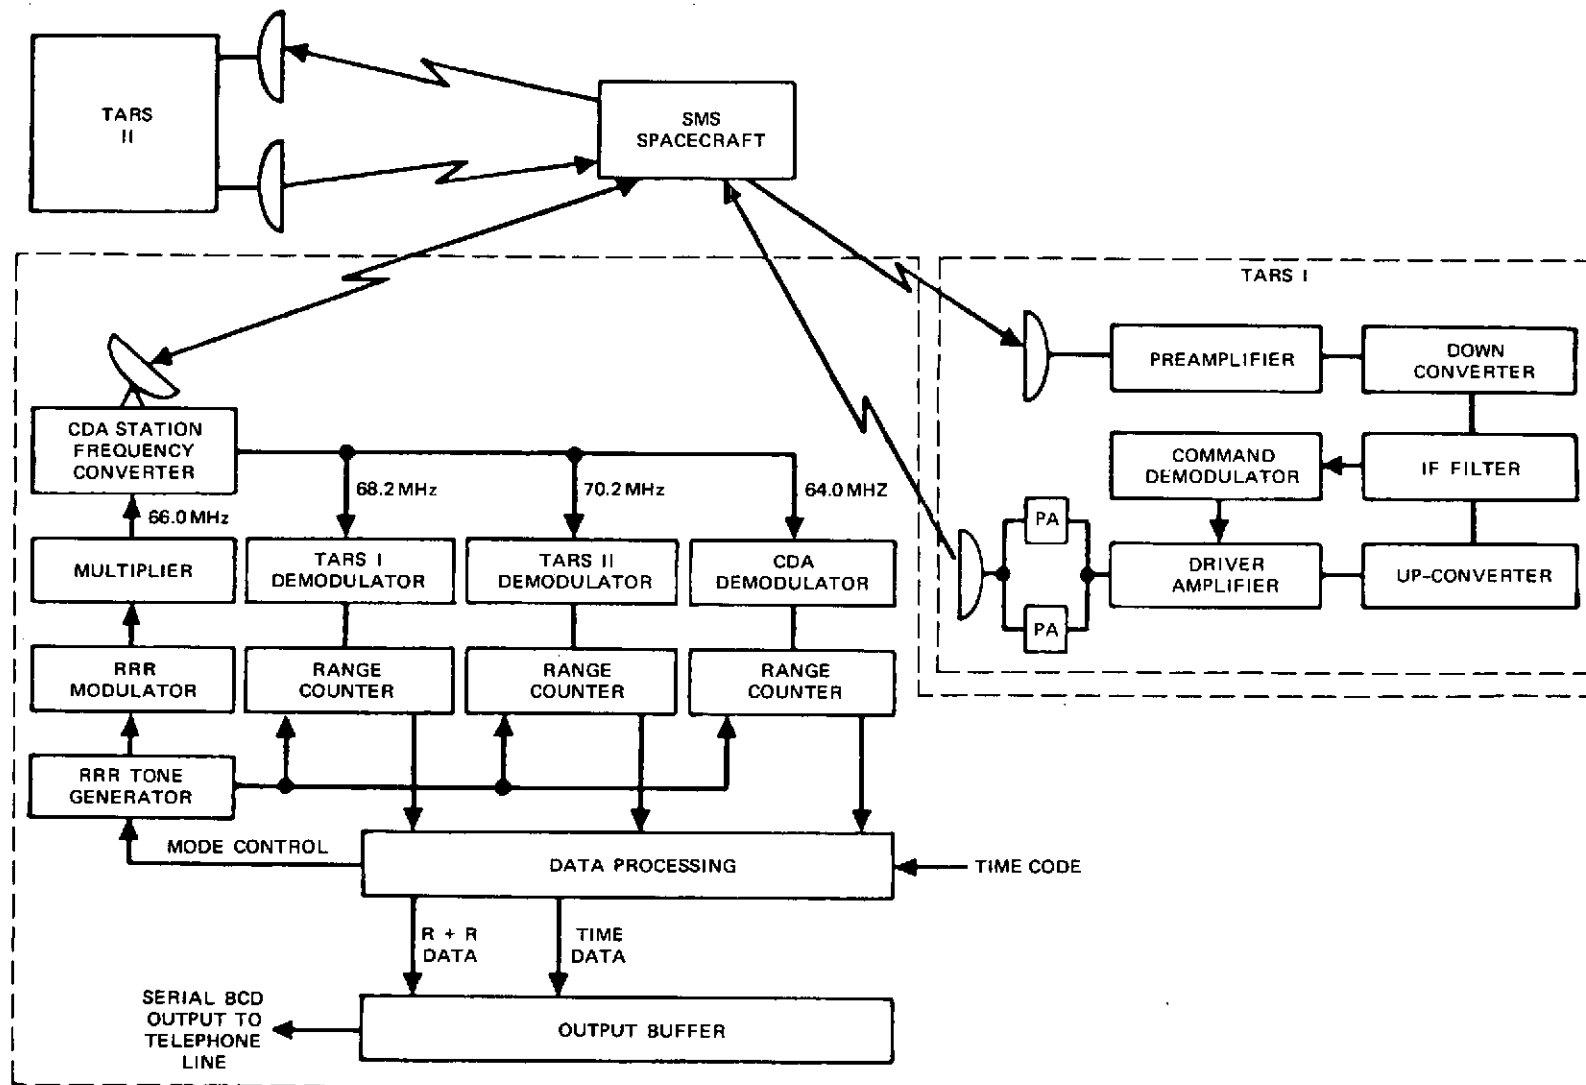 TARS
II
SMS
SPACECRAFT
TARS I
PREAMPLIFIER
DOWN
CONVERTER
CDA STATION
FREQUENCY
CONVERTER
COMMAND
DEMODULATOR
IF FILTER
68.2 MHz
70.2 MHz
64.0 MHZ
66.0 MHz
PA
MULTIPLIER
TARS I
DEMODULATOR
TARS II
DEMODULATOR
CDA
DEMODULATOR
DRIVER
AMPLIFIER
UP-CONVERTER
PA
RRR
MODULATOR
RANGE
COUNTER
RANGE
COUNTER
RANGE
COUNTER
RRR TONE
GENERATOR
MODE CONTROL
DATA PROCESSING
TIME CODE
R + R
DATA
TIME
DATA
SERIAL BCD
OUTPUT TO
TELEPHONE
LINE
OUTPUT BUFFER